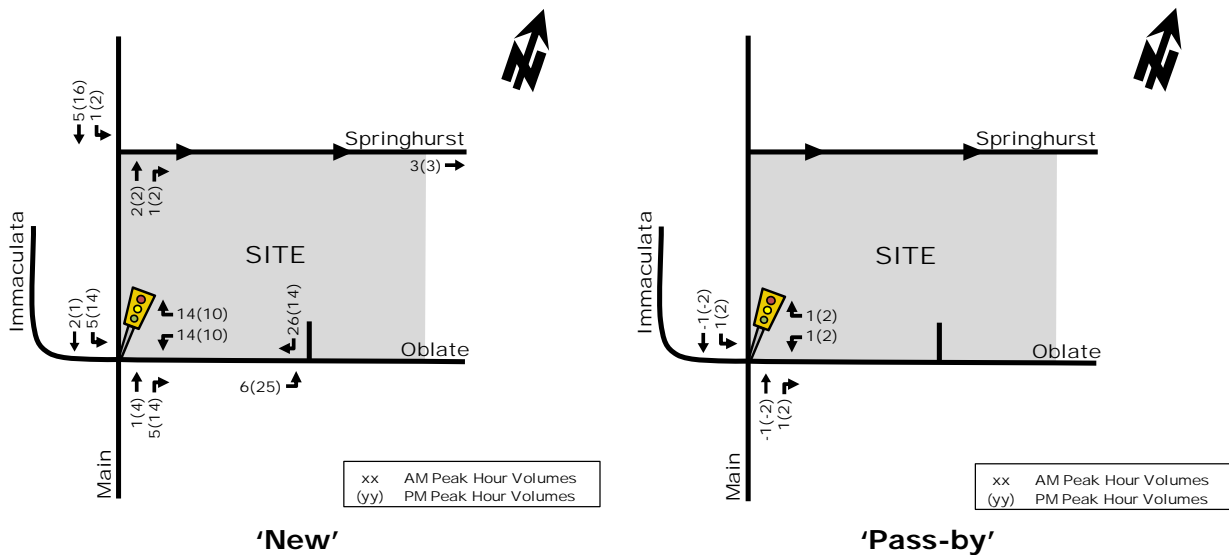 5(16)
1(2)
Springhurst
3(3)
2(2)
1(2)
SITE
Immaculata
2(1)
5(14)
14(10)
14(10)
26(14)
Oblate
6(25)
1(4)
5(14)
Main
xx AM Peak Hour Volumes
(yy) PM Peak Hour Volumes
'New'
N
Springhurst
SITE
Immaculata
-1(-2)
1(2)
1(2)
1(2)
Oblate
-1(-2)
1(2)
Main
xx AM Peak Hour Volumes
(yy) PM Peak Hour Volumes
'Pass-by'
N